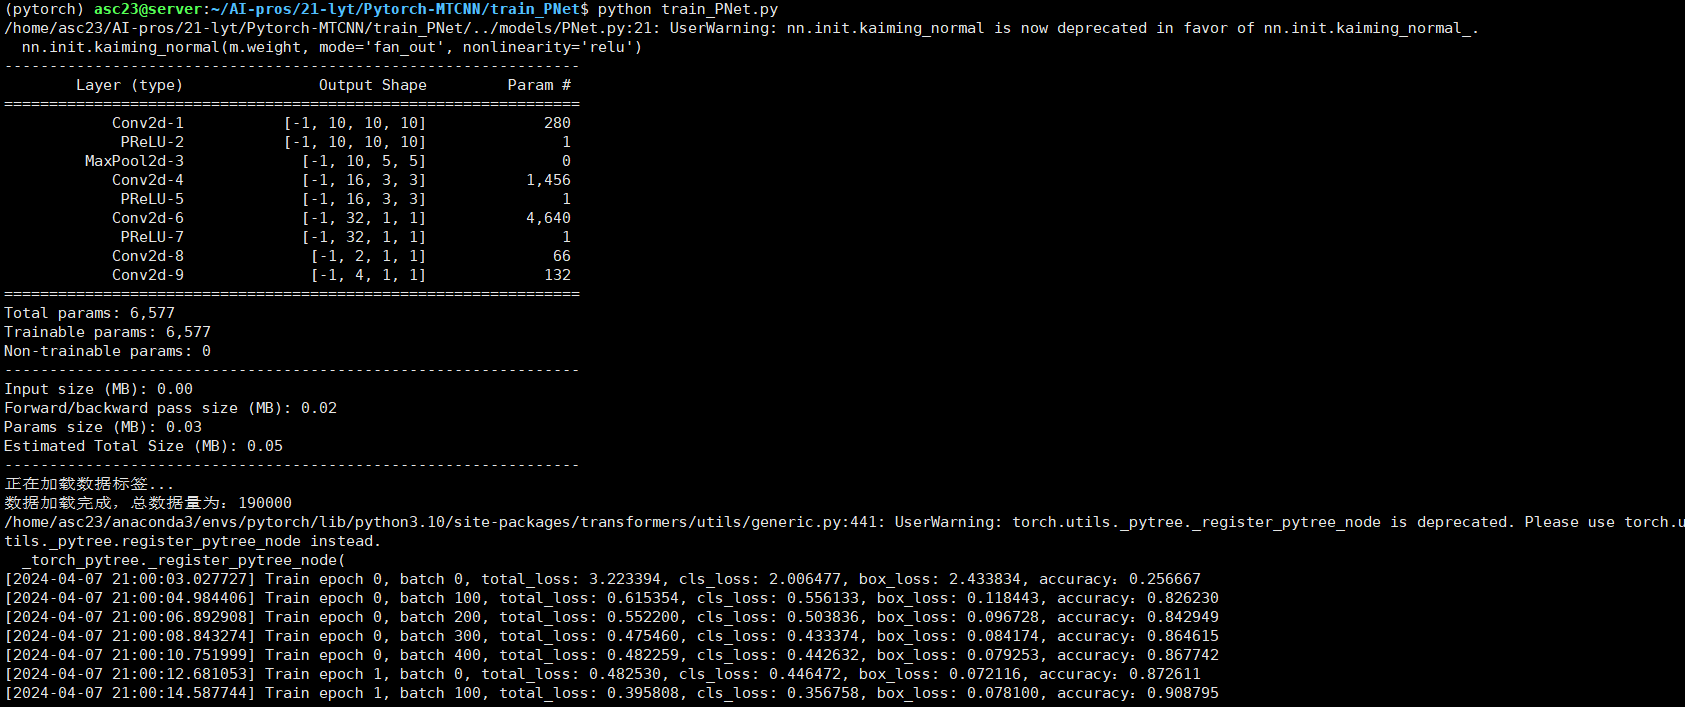 (pytorch) asc23@server:~/AI-pros/21-lyt/Pytorch-MTCNN/train_PNet$ python train_PNet.py
/home/asc23/AI-pros/21-lyt/Pytorch-MTCNN/train_PNet/../models/PNet.py:21: UserWarning: nn.init.kaiming_normal is now deprecated in favor of nn.init.kaiming_normal_.
  nn.init.kaiming_normal(m.weight, mode='fan_out', nonlinearity='relu')
----------------------------------------------------------------
        Layer (type)               Output Shape         Param #
================================================================
            Conv2d-1           [-1, 10, 10, 10]             280
             PReLU-2           [-1, 10, 10, 10]               1
         MaxPool2d-3             [-1, 10, 5, 5]               0
            Conv2d-4             [-1, 16, 3, 3]           1,456
             PReLU-5             [-1, 16, 3, 3]               1
            Conv2d-6             [-1, 32, 1, 1]           4,640
             PReLU-7             [-1, 32, 1, 1]               1
            Conv2d-8              [-1, 2, 1, 1]              66
            Conv2d-9              [-1, 4, 1, 1]             132
================================================================
Total params: 6,577
Trainable params: 6,577
Non-trainable params: 0
----------------------------------------------------------------
Input size (MB): 0.00
Forward/backward pass size (MB): 0.02
Params size (MB): 0.03
Estimated Total Size (MB): 0.05
----------------------------------------------------------------
正在加载数据标签...
数据加载完成，总数据量为：190000
/home/asc23/anaconda3/envs/pytorch/lib/python3.10/site-packages/transformers/utils/generic.py:441: UserWarning: torch.utils._pytree._register_pytree_node is deprecated. Please use torch.u
tils._pytree.register_pytree_node instead.
  _torch_pytree._register_pytree_node(
[2024-04-07 21:00:03.027727] Train epoch 0, batch 0, total_loss: 3.223394, cls_loss: 2.006477, box_loss: 2.433834, accuracy：0.256667
[2024-04-07 21:00:04.984406] Train epoch 0, batch 100, total_loss: 0.615354, cls_loss: 0.556133, box_loss: 0.118443, accuracy：0.826230
[2024-04-07 21:00:06.892908] Train epoch 0, batch 200, total_loss: 0.552200, cls_loss: 0.503836, box_loss: 0.096728, accuracy：0.842949
[2024-04-07 21:00:08.843274] Train epoch 0, batch 300, total_loss: 0.475460, cls_loss: 0.433374, box_loss: 0.084174, accuracy：0.864615
[2024-04-07 21:00:10.751999] Train epoch 0, batch 400, total_loss: 0.482259, cls_loss: 0.442632, box_loss: 0.079253, accuracy：0.867742
[2024-04-07 21:00:12.681053] Train epoch 1, batch 0, total_loss: 0.482530, cls_loss: 0.446472, box_loss: 0.072116, accuracy：0.872611
[2024-04-07 21:00:14.587744] Train epoch 1, batch 100, total_loss: 0.395808, cls_loss: 0.356758, box_loss: 0.078100, accuracy：0.908795